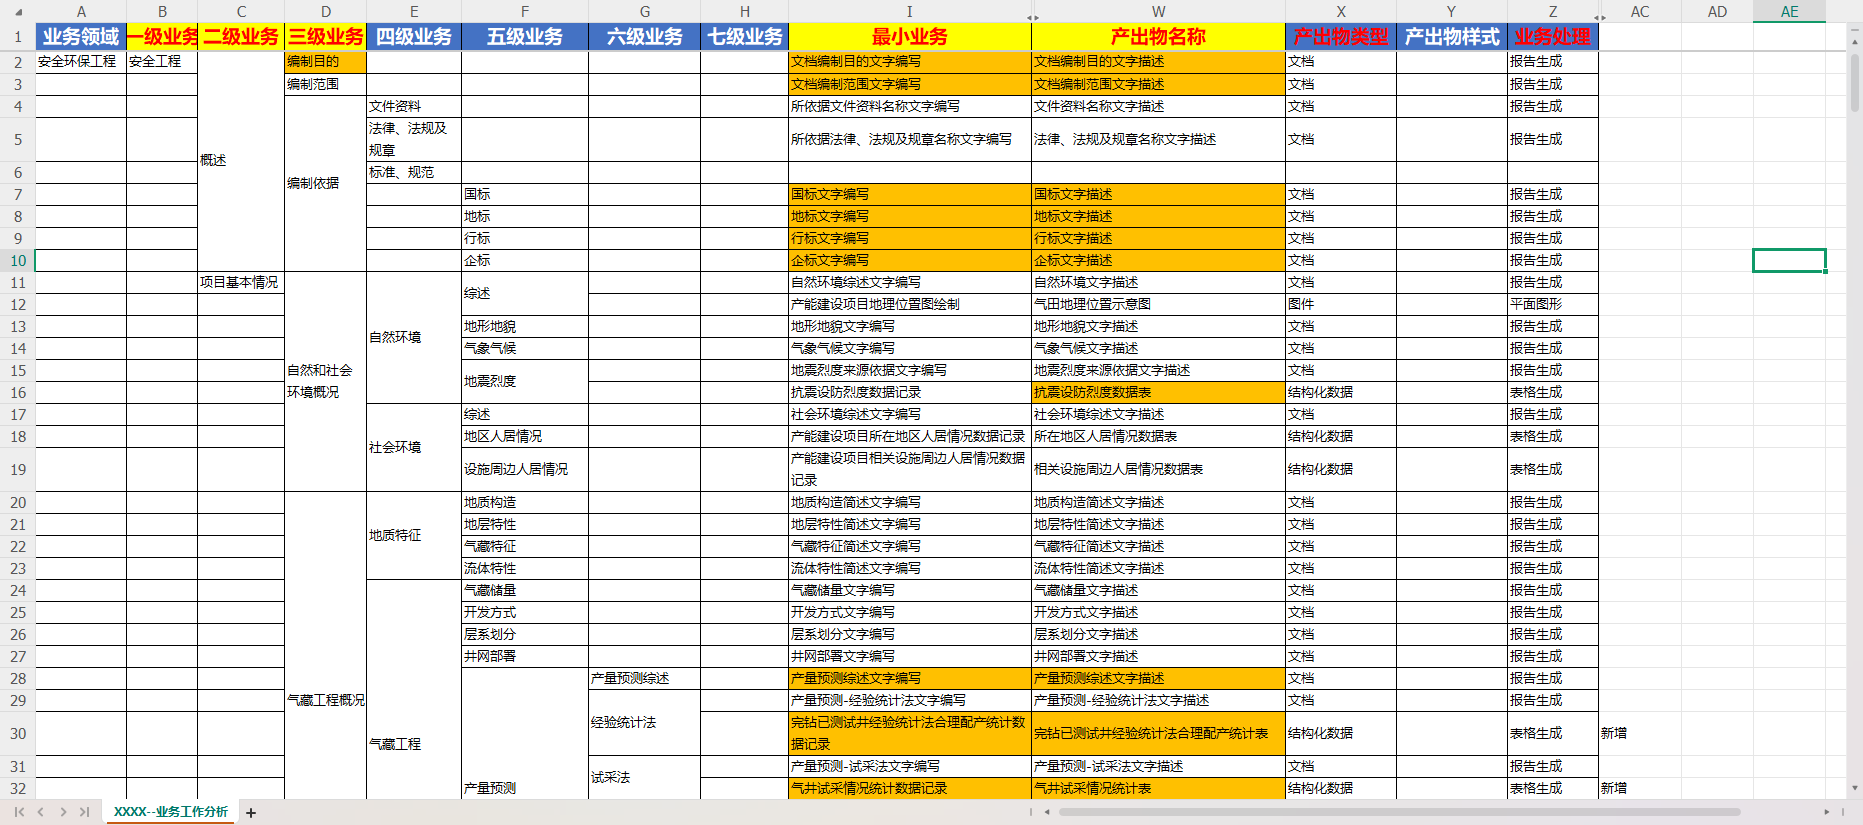 A B C D E F G H I W X Y Z AC AD AE
1 业务领域 一级业务 二级业务 三级业务 四级业务 五级业务 六级业务 七级业务 最小业务 产出物名称 产出物类型 产出物样式 业务处理
2 安全环保工程 安全工程 编制目的 文档编制目的文字编写 文档编制目的文字描述 文档 报告生成
3 编制范围 文档编制范围文字编写 文档编制范围文字描述 文档 报告生成
4 文件资料 所依据文件资料名称文字编写 文件资料名称文字描述 文档 报告生成
5 法律、法规及
规章 所依据法律、法规及规章名称文字编写 法律、法规及规章名称文字描述 文档 报告生成
概述
6 标准、规范
编制依据
7 国标 国标文字编写 国标文字描述 文档 报告生成
8 地标 地标文字编写 地标文字描述 文档 报告生成
9 行标 行标文字编写 行标文字描述 文档 报告生成
10 企标 企标文字编写 企标文字描述 文档 报告生成
11 项目基本情况 自然环境综述文字编写 自然环境文字描述 文档 报告生成
综述
12 产能建设项目地理位置图绘制 气田地理位置示意图 图件 平面图形
13 地形地貌 地形地貌文字编写 地形地貌文字描述 文档 报告生成
自然环境
14 气象气候 气象气候文字编写 气象气候文字描述 文档 报告生成
15 自然和社会 地震烈度来源依据文字编写 地震烈度来源依据文字描述 文档 报告生成
地震烈度
16 环境概况 抗震设防烈度数据记录 抗震设防烈度数据表 结构化数据 表格生成
17 综述 社会环境综述文字编写 社会环境综述文字描述 文档 报告生成
18 地区人居情况 产能建设项目所在地区人居情况数据记录 所在地区人居情况数据表 结构化数据 表格生成
社会环境
19 设施周边人居情况 产能建设项目相关设施周边人居情况数据
记录 相关设施周边人居情况数据表 结构化数据 表格生成
20 地质构造 地质构造简述文字编写 地质构造简述文字描述 文档 报告生成
21 地层特性 地层特性简述文字编写 地层特性简述文字描述 文档 报告生成
地质特征
22 气藏特征 气藏特征简述文字编写 气藏特征简述文字描述 文档 报告生成
23 流体特性 流体特性简述文字编写 流体特性简述文字描述 文档 报告生成
24 气藏储量 气藏储量文字编写 气藏储量文字描述 文档 报告生成
25 开发方式 开发方式文字编写 开发方式文字描述 文档 报告生成
26 层系划分 层系划分文字编写 层系划分文字描述 文档 报告生成
27 井网部署 井网部署文字编写 井网部署文字描述 文档 报告生成
28 产量预测综述 产量预测综述文字编写 产量预测综述文字描述 文档 报告生成
29 气藏工程概况 产量预测-经验统计法文字编写 产量预测-经验统计法文字描述 文档 报告生成
经验统计法
30 气藏工程 完钻已测试井经验统计法合理配产统计数
据记录 完钻已测试井经验统计法合理配产统计表 结构化数据 表格生成 新增
31 产量预测-试采法文字编写 产量预测-试采法文字描述 文档 报告生成
试采法
32 产量预测 气井试采情况统计数据记录 气井试采情况统计表 结构化数据 表格生成 新增
XXXX--业务工作分析